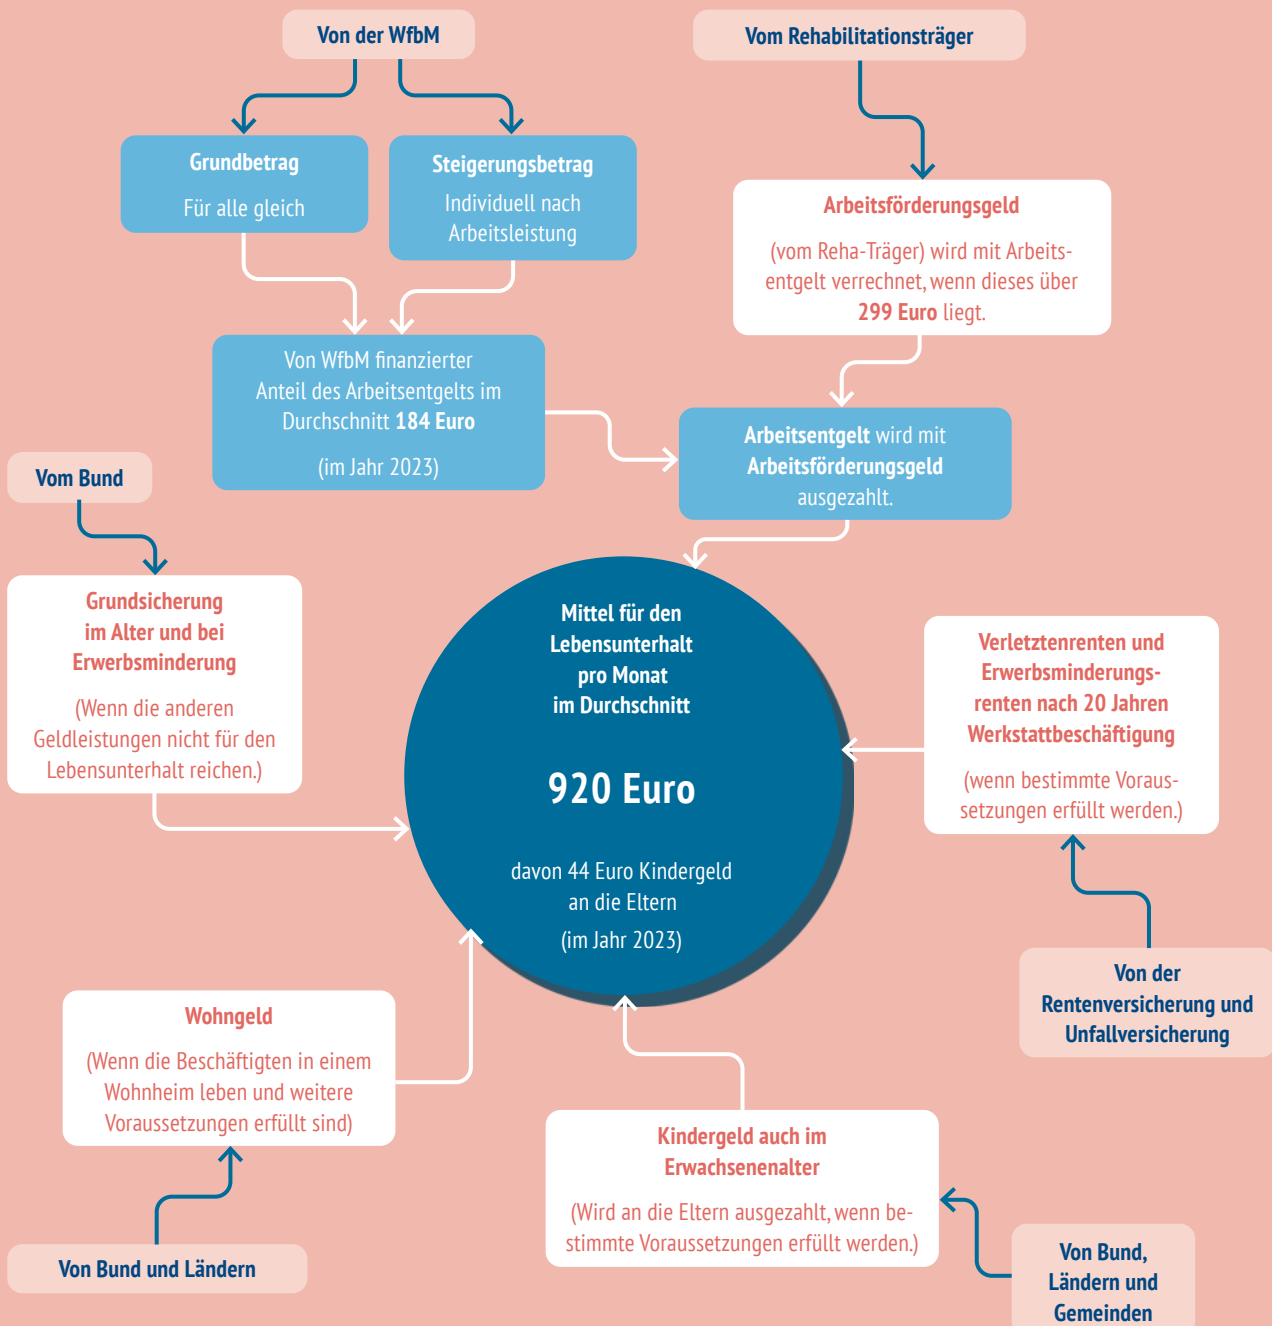 Von der WfbM
Vom Rehabilitationsträger
Grundbetrag
Für alle gleich
Steigerungsbetrag
Individuell nach
Arbeitsleistung
Arbeitsförderungsgeld
(vom Reha-Träger) wird mit Arbeits-
entgelt verrechnet, wenn dieses über
299 Euro liegt.
Von WfbM finanzierter
Anteil des Arbeitsentgelts im
Durchschnitt 184 Euro
(im Jahr 2023)
Arbeitsentgelt wird mit
Arbeitsförderungsgeld
ausgezahlt.
Vom Bund
Grundsicherung
im Alter und bei
Erwerbsminderung
(Wenn die anderen
Geldleistungen nicht für den
Lebensunterhalt reichen.)
Mittel für den
Lebensunterhalt
pro Monat
im Durchschnitt
920 Euro
davon 44 Euro Kindergeld
an die Eltern
(im Jahr 2023)
Verletztenrenten und
Erwerbsminderungs-
renten nach 20 Jahren
Werkstattbeschäftigung
(wenn bestimmte Voraus-
setzungen erfüllt werden.)
Von der
Rentenversicherung und
Unfallversicherung
Wohngeld
(Wenn die Beschäftigten in einem
Wohnheim leben und weitere
Voraussetzungen erfüllt sind)
Von Bund und Ländern
Kindergeld auch im
Erwachsenenalter
(Wird an die Eltern ausgezahlt, wenn be-
stimmte Voraussetzungen erfüllt werden.)
Von Bund,
Ländern und
Gemeinden